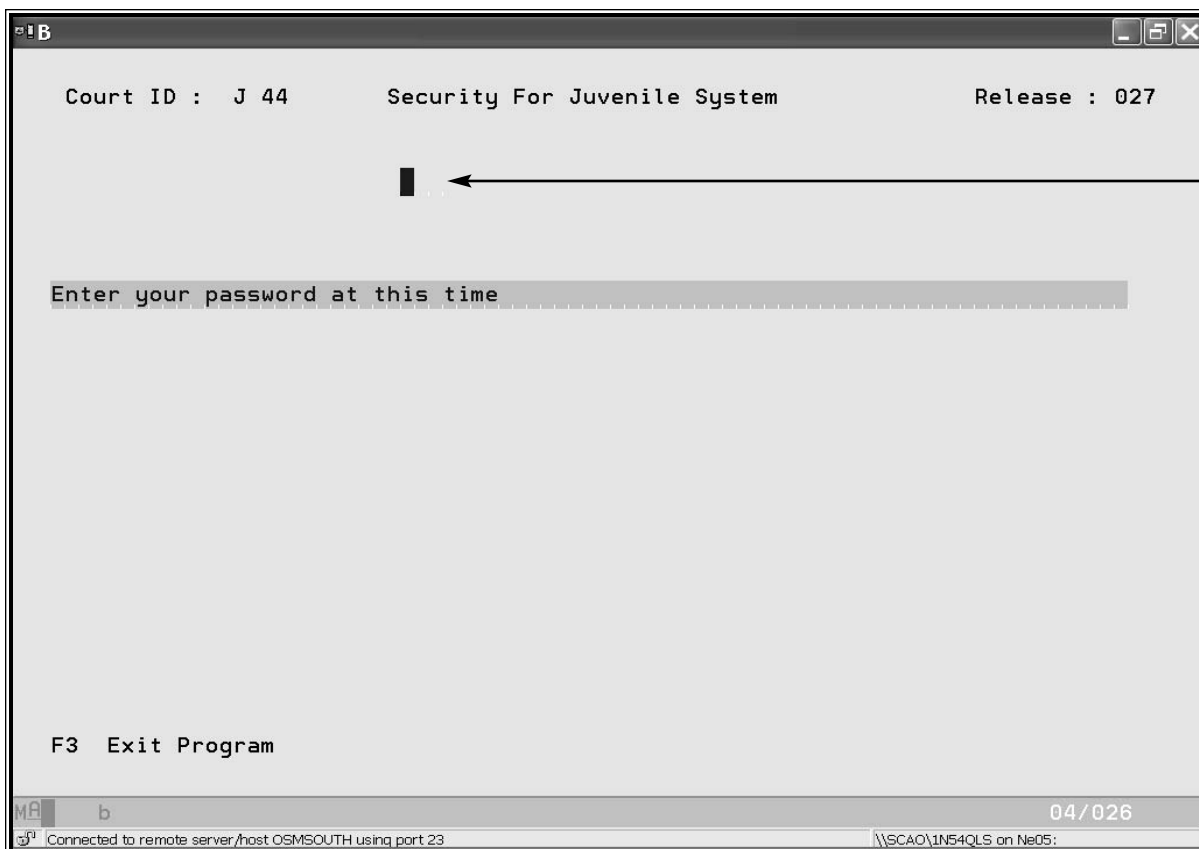 B
Court ID : J 44 Security For Juvenile System Release : 027
Enter your password at this time
F3 Exit Program
MA b 04/026
Connected to remote server/host OSMSOUTH using port 23 \\SCAO\1N54QLS on Ne05: